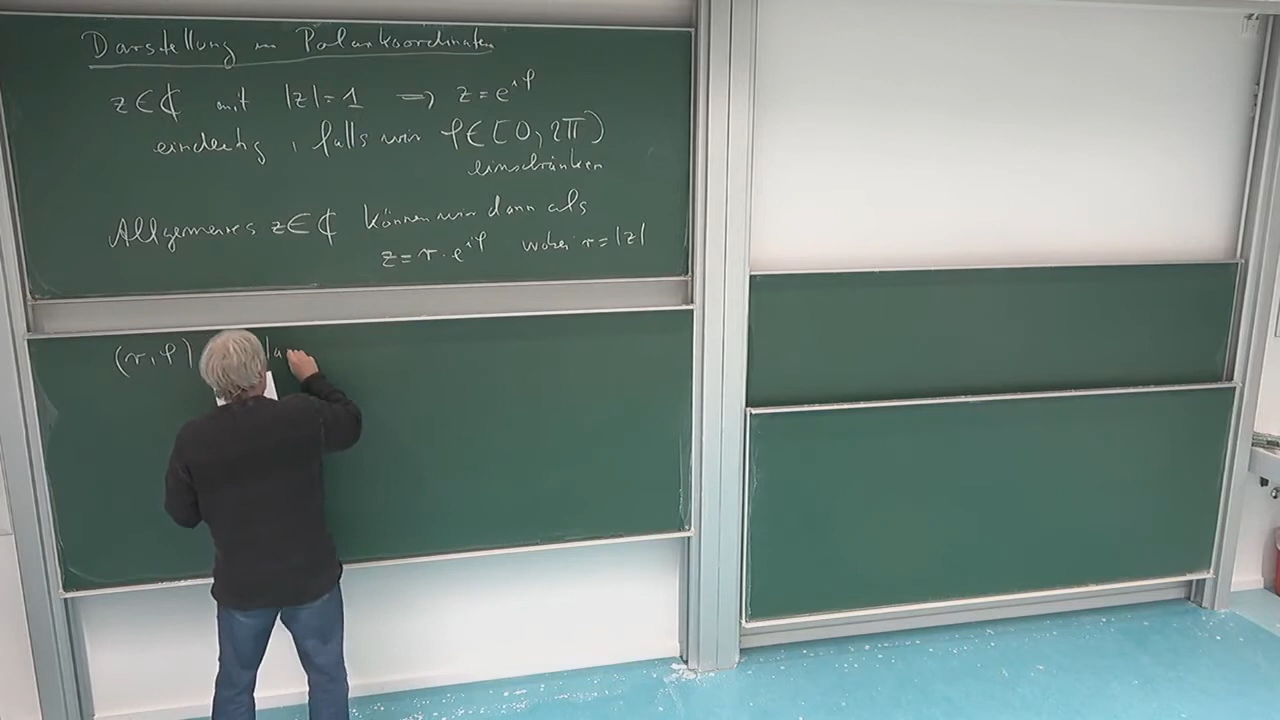 Darstellung in Polarkoordinaten
z ∈ ℂ mit |z| = 1 ⟹ z = e^{iφ}
eindeutig, falls wir φ ∈ [0, 2π)
einschränken
Allgemeines z ∈ ℂ können wir dann als
z = r · e^{iφ} wobei r = |z|
(r, φ)